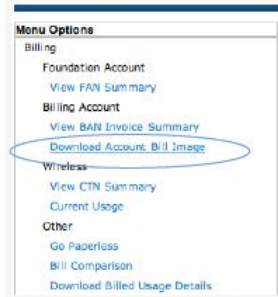 Menu Options
Billing
Foundation Account
View FAN Summary
Billing Account
View BAN Invoice Summary
Download Account Bill Image
Wireless
View CTN Summary
Current Usage
Other
Go Paperless
Bill Comparison
Download Billed Usage Details